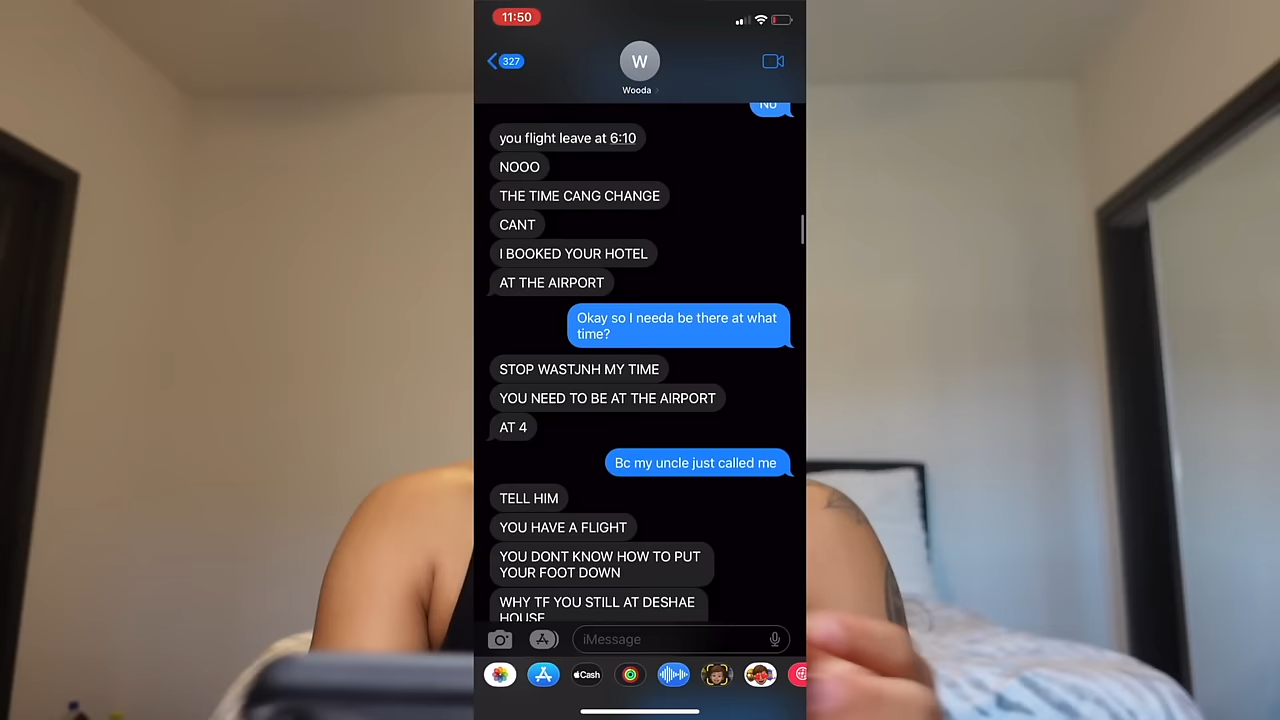 11:50
327
W
Wooda
No
you flight leave at 6:10
NOOO
THE TIME CANG CHANGE
CANT
I BOOKED YOUR HOTEL
AT THE AIRPORT
Okay so I needa be there at what
time?
STOP WASTJNH MY TIME
YOU NEED TO BE AT THE AIRPORT
AT 4
Bc my uncle just called me
TELL HIM
YOU HAVE A FLIGHT
YOU DONT KNOW HOW TO PUT
YOUR FOOT DOWN
WHY TF YOU STILL AT DESHAE
HOUSE
iMessage
Cash